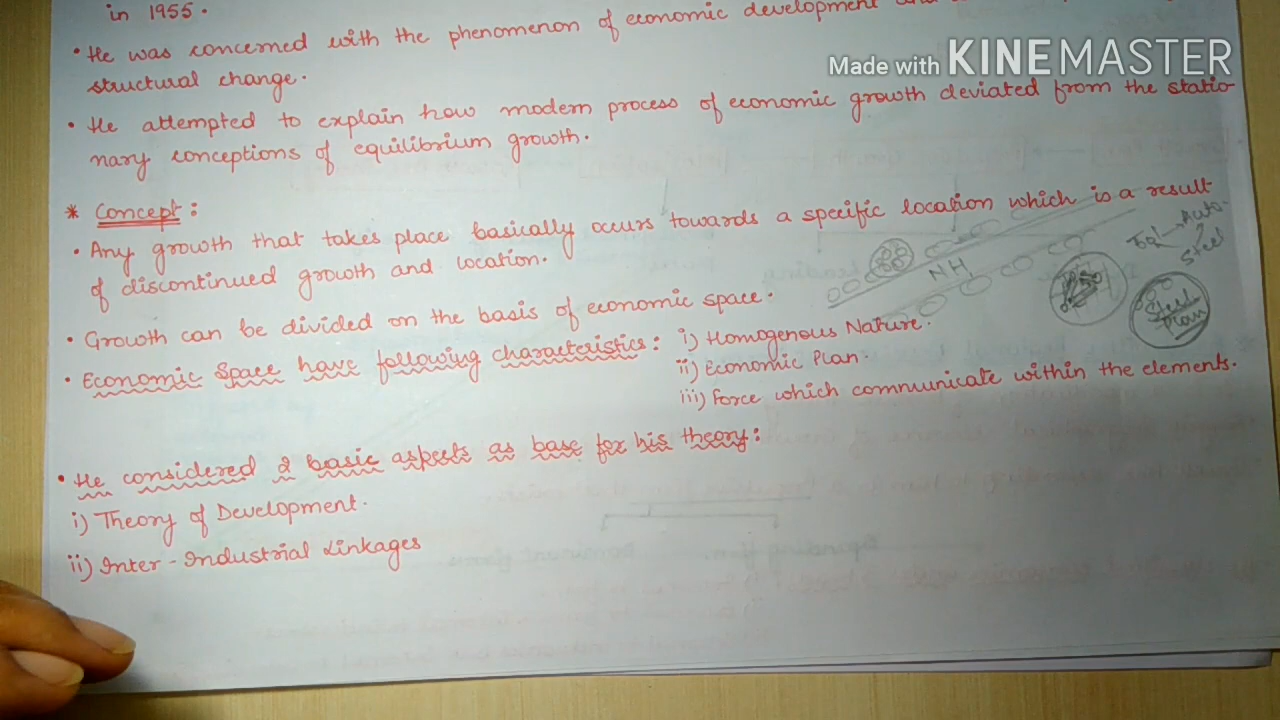 in 1955.
• He was concerned with the phenomenon of economic development and
structural change.
• He attempted to explain how modern process of economic growth deviated from the statio-
nary conceptions of equilibrium growth.
* Concept:
• Any growth that takes place basically occurs towards a specific location which is a result
of discontinued growth and location.
• Growth can be divided on the basis of economic space.
• Economic Space have following characteristics: i) Homogenous Nature.
ii) Economic Plan.
iii) Force which communicate within the elements.
• He considered 2 basic aspects as base for his theory:
i) Theory of Development.
ii) Inter-Industrial Linkages
NH
Auto-
Steel
Steel
Plan
Made with KINEMASTER